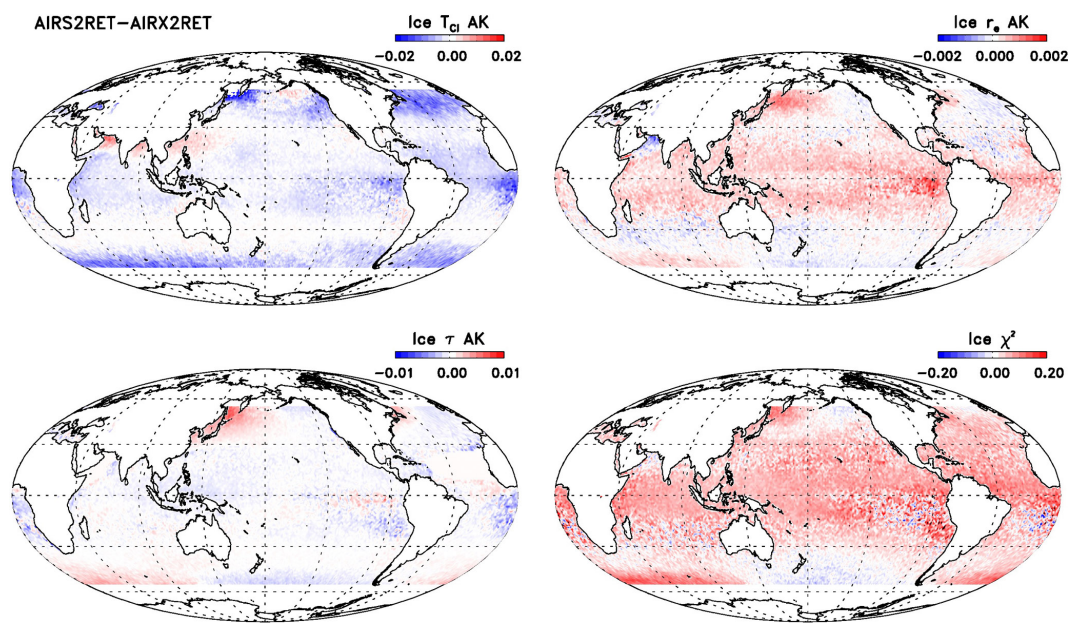 AIRS2RET−AIRX2RET
Ice T_CI AK
−0.02 0.00 0.02
Ice r_e AK
−0.002 0.000 0.002
Ice τ AK
−0.01 0.00 0.01
Ice χ²
−0.20 0.00 0.20